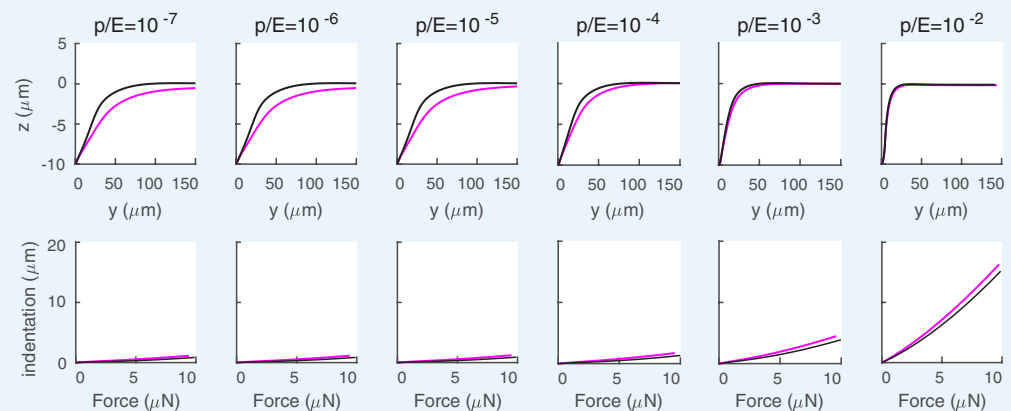 p/E=10 -7 p/E=10 -6 p/E=10 -5 p/E=10 -4 p/E=10 -3 p/E=10 -2
5
0
-5
-10
z (μm)
0 50 100 150 0 50 100 150 0 50 100 150 0 50 100 150 0 50 100 150 0 50 100 150
y (μm) y (μm) y (μm) y (μm) y (μm) y (μm)
20
10
0
indentation (μm)
0 5 10 0 5 10 0 5 10 0 5 10 0 5 10 0 5 10
Force (μN) Force (μN) Force (μN) Force (μN) Force (μN) Force (μN)